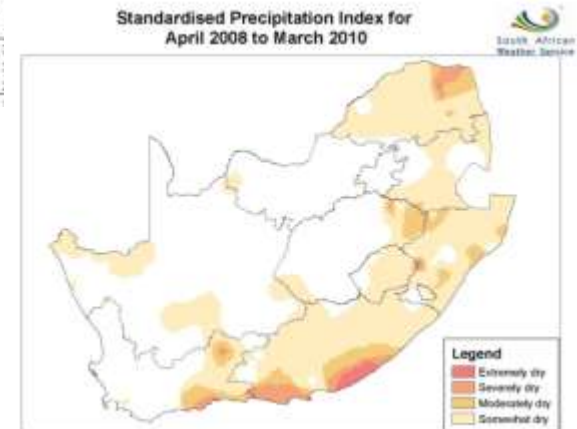 Standardised Precipitation Index for
April 2008 to March 2010
South African
Weather Service
Legend
Extremely dry
Severely dry
Moderately dry
Somewhat dry